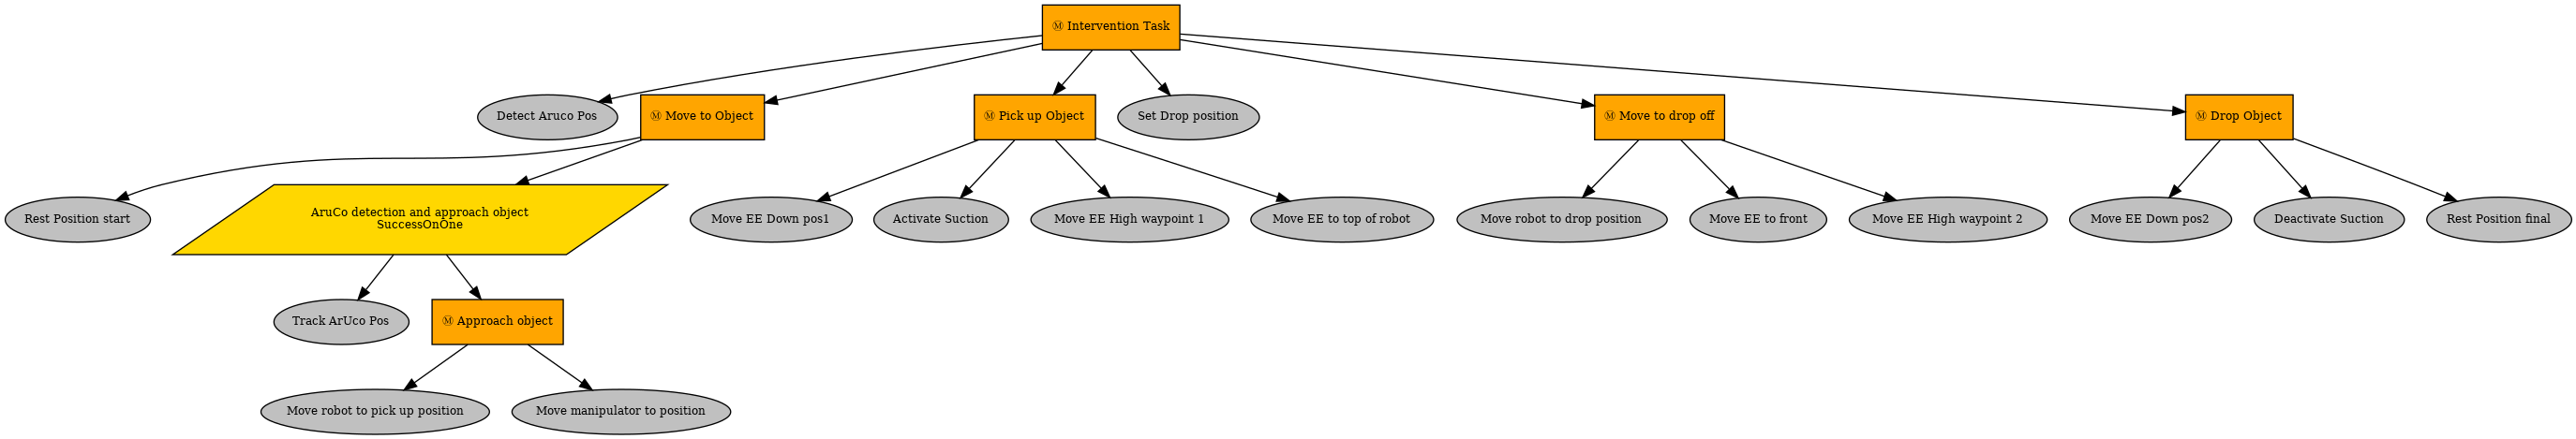 Ⓜ Intervention Task
Detect Aruco Pos
Ⓜ Move to Object
Ⓜ Pick up Object
Set Drop position
Ⓜ Move to drop off
Ⓜ Drop Object
Rest Position start
AruCo detection and approach object
SuccessOnOne
Move EE Down pos1
Activate Suction
Move EE High waypoint 1
Move EE to top of robot
Move robot to drop position
Move EE to front
Move EE High waypoint 2
Move EE Down pos2
Deactivate Suction
Rest Position final
Track ArUco Pos
Ⓜ Approach object
Move robot to pick up position
Move manipulator to position